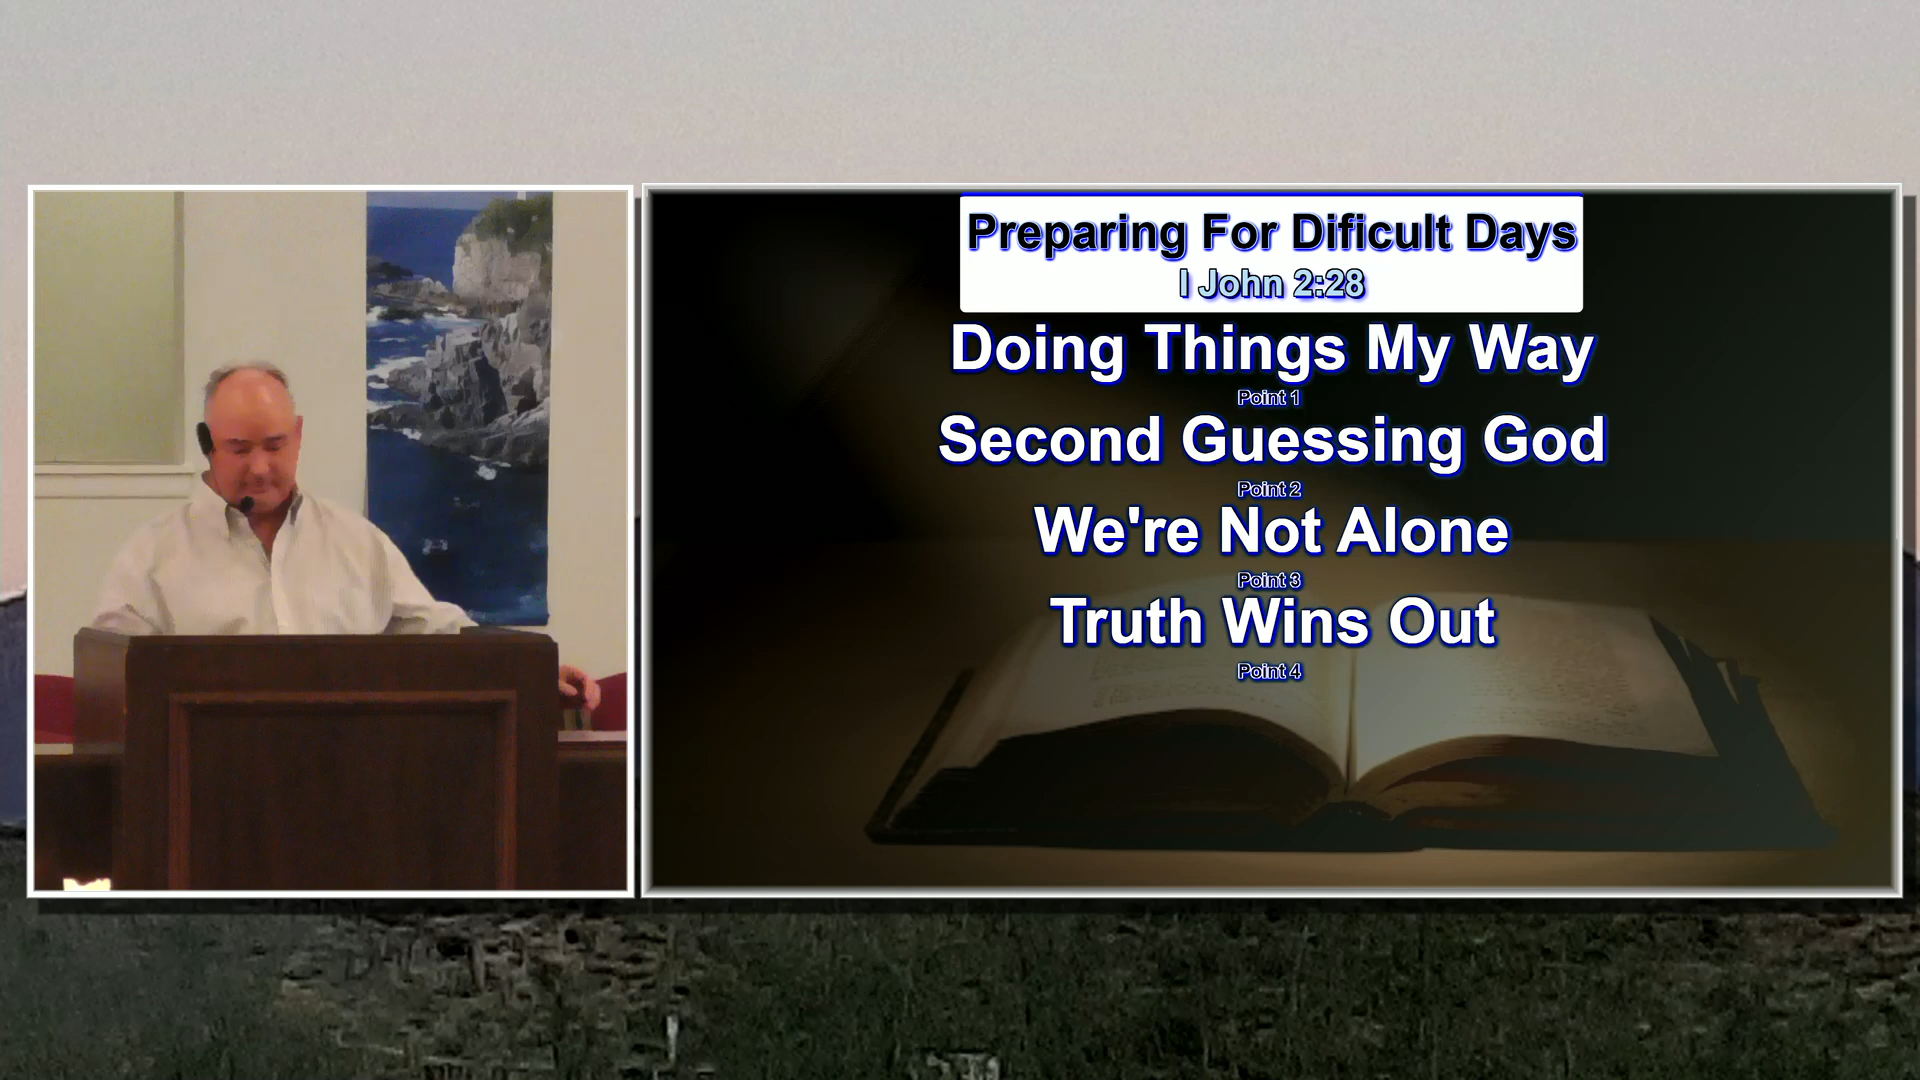 Preparing For Dificult Days
I John 2:28
Doing Things My Way
Point 1
Second Guessing God
Point 2
We're Not Alone
Point 3
Truth Wins Out
Point 4